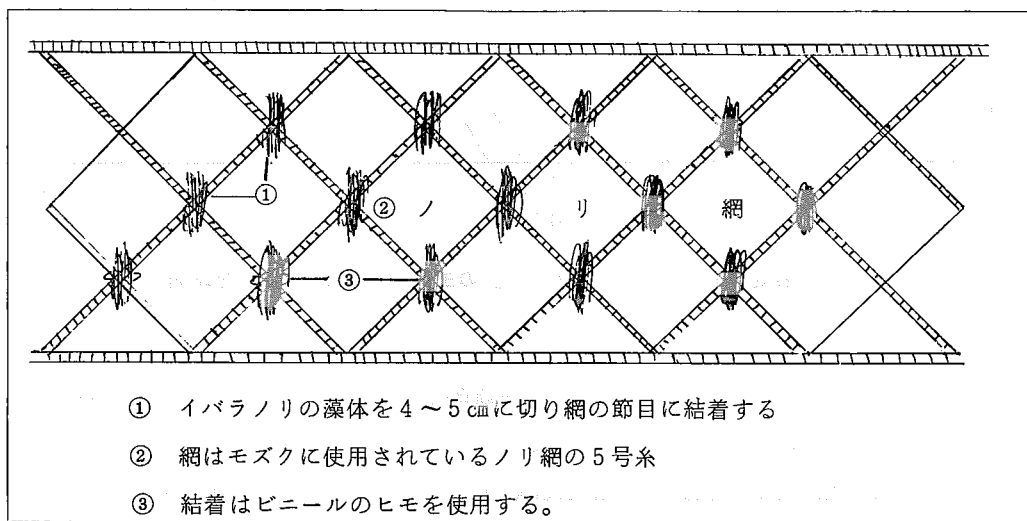 ①
② ノリ網
③
① イバラノリの藻体を4～5㎝に切り網の節目に結着する
② 網はモズクに使用されているノリ網の5号糸
③ 結着はビニールのヒモを使用する。